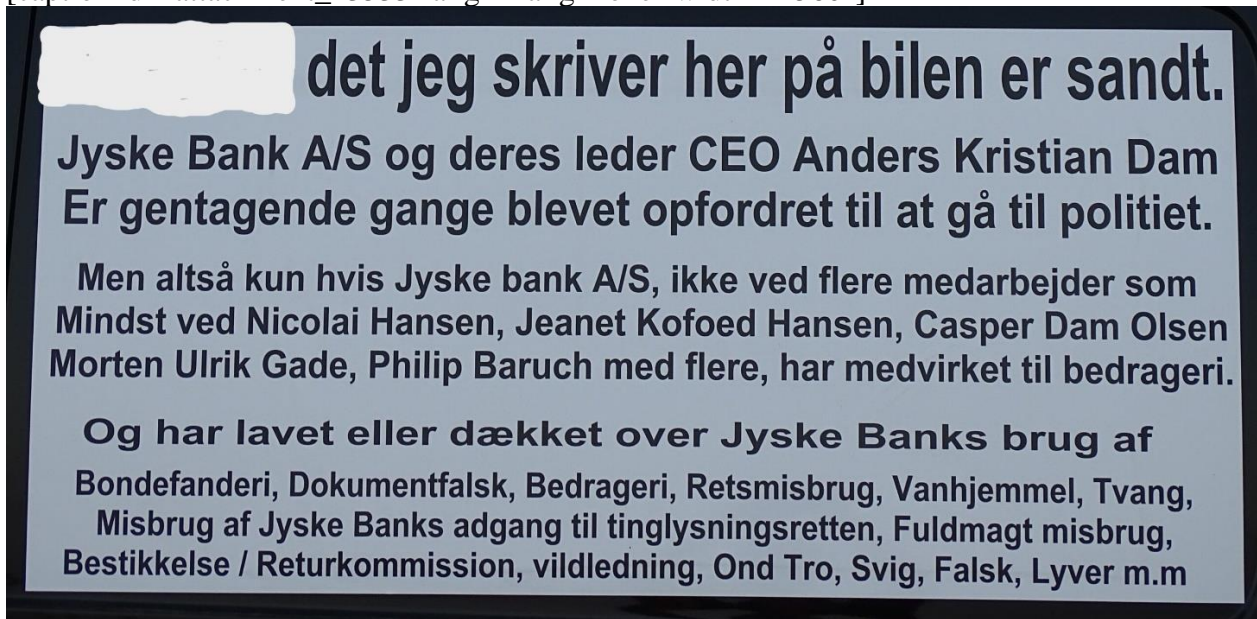 det jeg skriver her på bilen er sandt.
Jyske Bank A/S og deres leder CEO Anders Kristian Dam
Er gentagende gange blevet opfordret til at gå til politiet.
Men altså kun hvis Jyske bank A/S, ikke ved flere medarbejder som
Mindst ved Nicolai Hansen, Jeanet Kofoed Hansen, Casper Dam Olsen
Morten Ulrik Gade, Philip Baruch med flere, har medvirket til bedrageri.
Og har lavet eller dækket over Jyske Banks brug af
Bondefanderi, Dokumentfalsk, Bedrageri, Retsmisbrug, Vanhjemmel, Tvang,
Misbrug af Jyske Banks adgang til tinglysningsretten, Fuldmagt misbrug,
Bestikkelse / Returkommission, vildledning, Ond Tro, Svig, Falsk, Lyver m.m